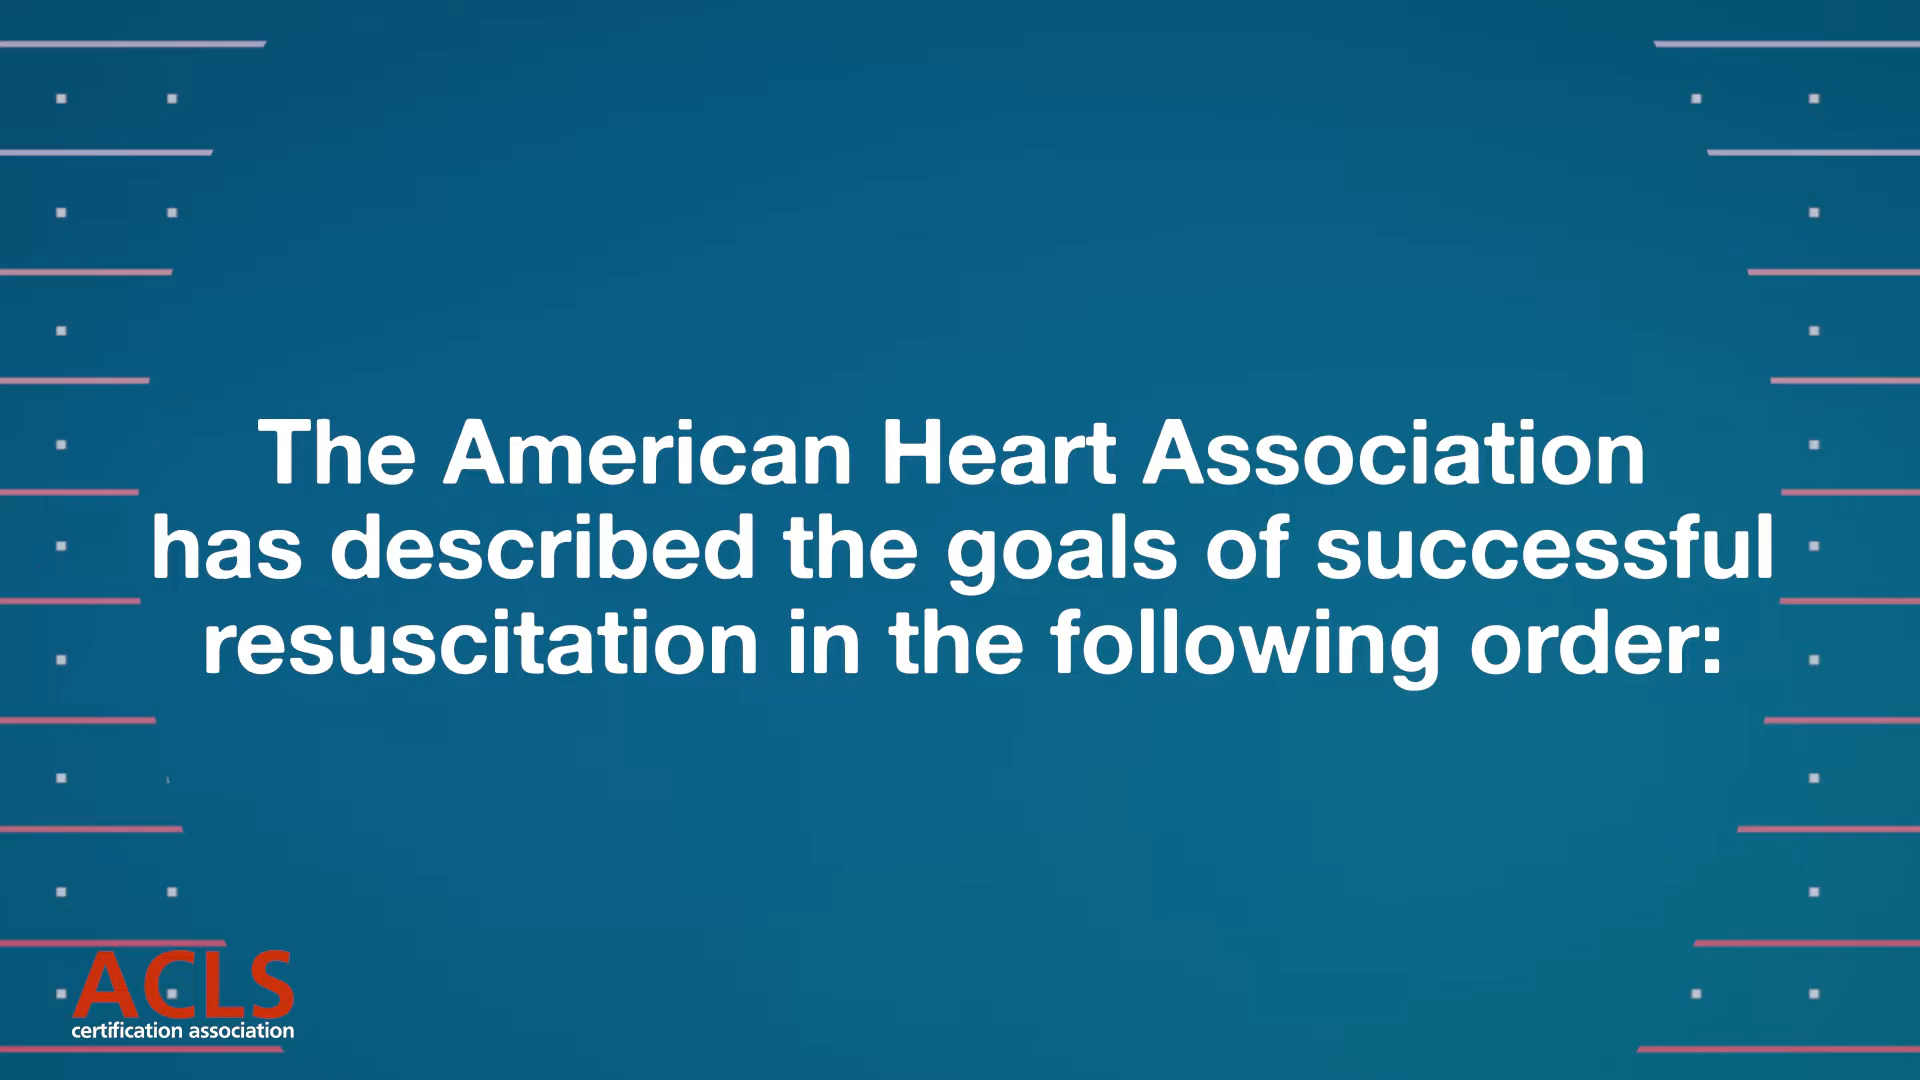 The American Heart Association
has described the goals of successful
resuscitation in the following order:
ACLS
certification association